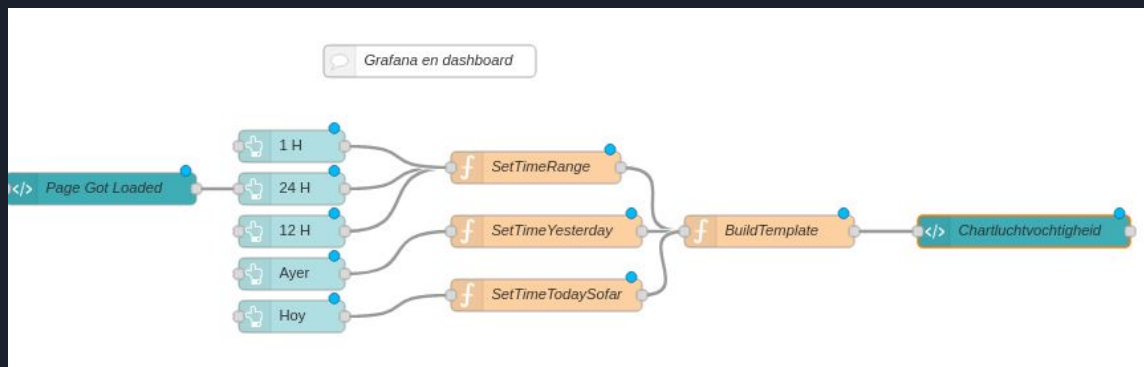 Grafana en dashboard
1 H
SetTimeRange
Page Got Loaded
24 H
12 H
SetTimeYesterday
BuildTemplate
Chartluchtvochtigheid
Ayer
SetTimeTodaySofar
Hoy